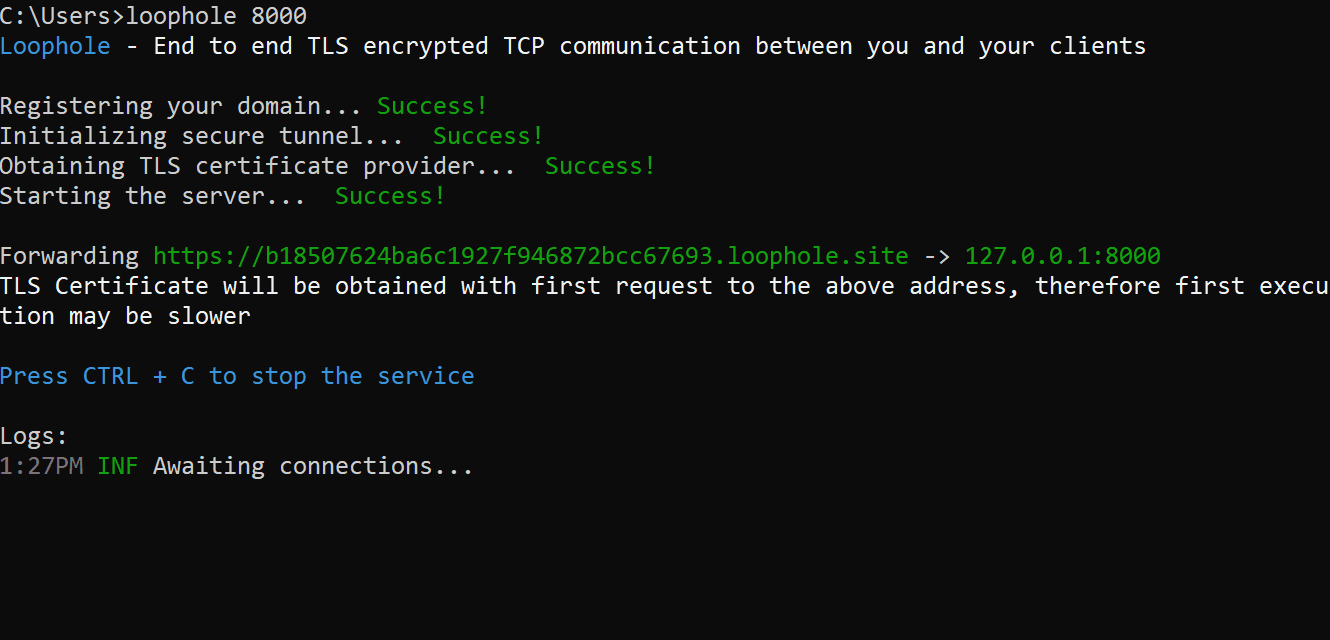 C:\Users>loophole 8000
Loophole - End to end TLS encrypted TCP communication between you and your clients
Registering your domain... Success!
Initializing secure tunnel...  Success!
Obtaining TLS certificate provider...  Success!
Starting the server...  Success!
Forwarding https://b18507624ba6c1927f946872bcc67693.loophole.site -> 127.0.0.1:8000
TLS Certificate will be obtained with first request to the above address, therefore first execu
tion may be slower
Press CTRL + C to stop the service
Logs:
1:27PM INF Awaiting connections...